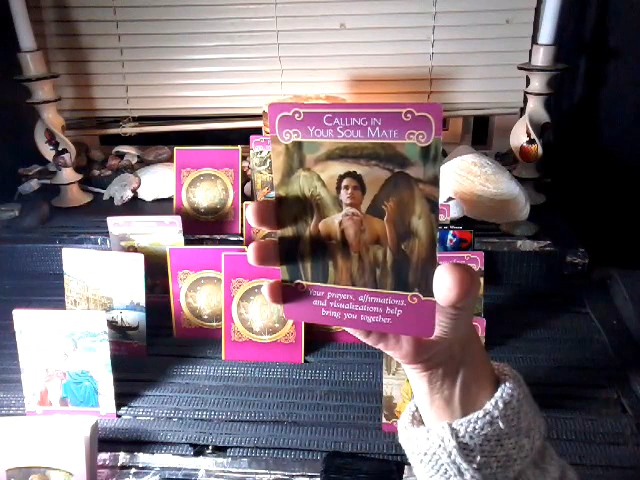 CALLING IN
YOUR SOUL MATE
Your prayers, affirmations,
and visualizations help
bring you together.